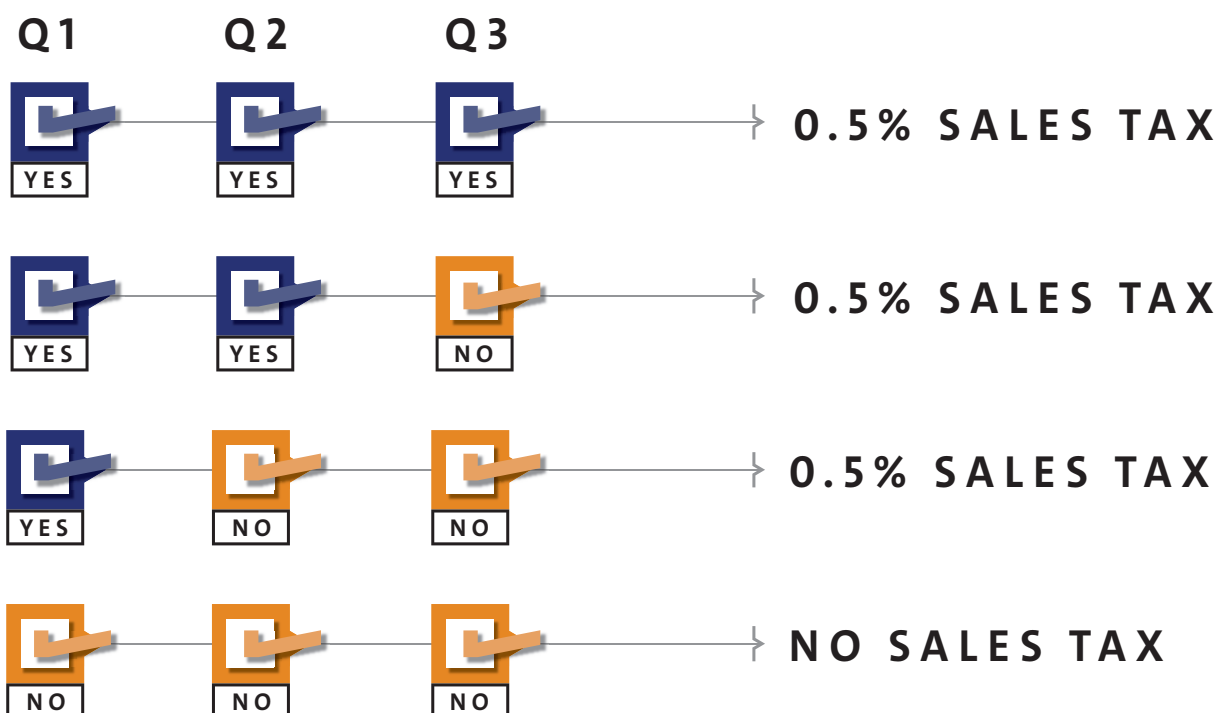 Q1 Q2 Q3
0.5% SALES TAX
YES YES YES
0.5% SALES TAX
YES YES NO
0.5% SALES TAX
YES NO NO
NO SALES TAX
NO NO NO